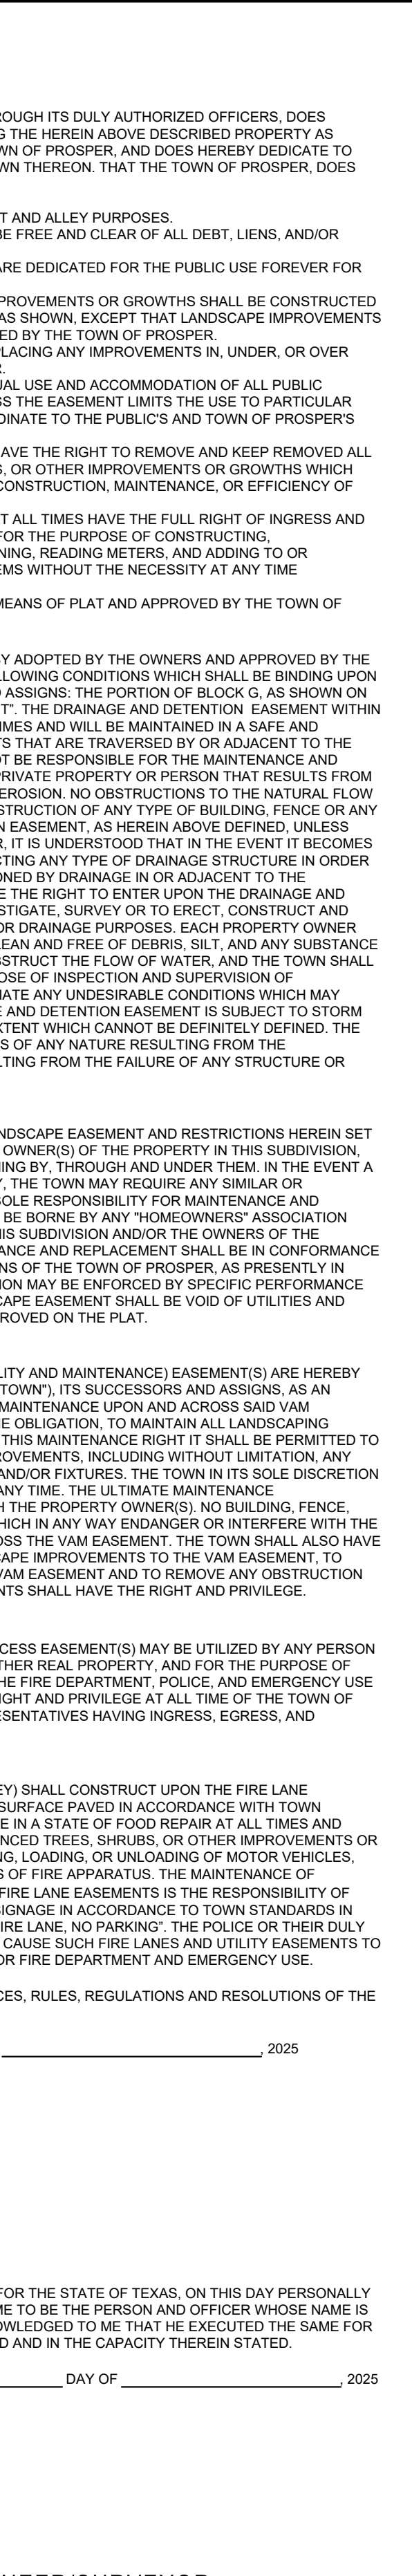 ROUGH ITS DULY AUTHORIZED OFFICERS, DOES
G THE HEREIN ABOVE DESCRIBED PROPERTY AS
WN OF PROSPER, AND DOES HEREBY DEDICATE TO
WN THEREON. THAT THE TOWN OF PROSPER, DOES
T AND ALLEY PURPOSES.
BE FREE AND CLEAR OF ALL DEBT, LIENS, AND/OR
ARE DEDICATED FOR THE PUBLIC USE FOREVER FOR
MPROVEMENTS OR GROWTHS SHALL BE CONSTRUCTED
AS SHOWN, EXCEPT THAT LANDSCAPE IMPROVEMENTS
ED BY THE TOWN OF PROSPER.
PLACING ANY IMPROVEMENTS IN, UNDER, OR OVER
R.
UAL USE AND ACCOMMODATION OF ALL PUBLIC
SS THE EASEMENT LIMITS THE USE TO PARTICULAR
DINATE TO THE PUBLIC'S AND TOWN OF PROSPER'S
AVE THE RIGHT TO REMOVE AND KEEP REMOVED ALL
S, OR OTHER IMPROVEMENTS OR GROWTHS WHICH
CONSTRUCTION, MAINTENANCE, OR EFFICIENCY OF
T ALL TIMES HAVE THE FULL RIGHT OF INGRESS AND
FOR THE PURPOSE OF CONSTRUCTING,
NING, READING METERS, AND ADDING TO OR
EMS WITHOUT THE NECESSITY AT ANY TIME
MEANS OF PLAT AND APPROVED BY THE TOWN OF
BY ADOPTED BY THE OWNERS AND APPROVED BY THE
LLOWING CONDITIONS WHICH SHALL BE BINDING UPON
D ASSIGNS: THE PORTION OF BLOCK G, AS SHOWN ON
T". THE DRAINAGE AND DETENTION EASEMENT WITHIN
IMES AND WILL BE MAINTAINED IN A SAFE AND
TS THAT ARE TRAVERSED BY OR ADJACENT TO THE
OT BE RESPONSIBLE FOR THE MAINTENANCE AND
PRIVATE PROPERTY OR PERSON THAT RESULTS FROM
EROSION. NO OBSTRUCTIONS TO THE NATURAL FLOW
STRUCTION OF ANY TYPE OF BUILDING, FENCE OR ANY
N EASEMENT, AS HEREIN ABOVE DEFINED, UNLESS
R, IT IS UNDERSTOOD THAT IN THE EVENT IT BECOMES
CTING ANY TYPE OF DRAINAGE STRUCTURE IN ORDER
ONED BY DRAINAGE IN OR ADJACENT TO THE
E THE RIGHT TO ENTER UPON THE DRAINAGE AND
STIGATE, SURVEY OR TO ERECT, CONSTRUCT AND
OR DRAINAGE PURPOSES. EACH PROPERTY OWNER
LEAN AND FREE OF DEBRIS, SILT, AND ANY SUBSTANCE
BSTRUCT THE FLOW OF WATER, AND THE TOWN SHALL
OSE OF INSPECTION AND SUPERVISION OF
NATE ANY UNDESIRABLE CONDITIONS WHICH MAY
E AND DETENTION EASEMENT IS SUBJECT TO STORM
XTENT WHICH CANNOT BE DEFINITELY DEFINED. THE
S OF ANY NATURE RESULTING FROM THE
LTING FROM THE FAILURE OF ANY STRUCTURE OR
NDSCAPE EASEMENT AND RESTRICTIONS HEREIN SET
OWNER(S) OF THE PROPERTY IN THIS SUBDIVISION,
MING BY, THROUGH AND UNDER THEM. IN THE EVENT A
Y, THE TOWN MAY REQUIRE ANY SIMILAR OR
SOLE RESPONSIBILITY FOR MAINTENANCE AND
BE BORNE BY ANY "HOMEOWNERS" ASSOCIATION
HIS SUBDIVISION AND/OR THE OWNERS OF THE
ANCE AND REPLACEMENT SHALL BE IN CONFORMANCE
NS OF THE TOWN OF PROSPER, AS PRESENTLY IN
ION MAY BE ENFORCED BY SPECIFIC PERFORMANCE
CAPE EASEMENT SHALL BE VOID OF UTILITIES AND
ROVED ON THE PLAT.
LITY AND MAINTENANCE) EASEMENT(S) ARE HEREBY
"TOWN"), ITS SUCCESSORS AND ASSIGNS, AS AN
MAINTENANCE UPON AND ACROSS SAID VAM
HE OBLIGATION, TO MAINTAIN ALL LANDSCAPING
THIS MAINTENANCE RIGHT IT SHALL BE PERMITTED TO
ROVEMENTS, INCLUDING WITHOUT LIMITATION, ANY
AND/OR FIXTURES. THE TOWN IN ITS SOLE DISCRETION
ANY TIME. THE ULTIMATE MAINTENANCE
H THE PROPERTY OWNER(S). NO BUILDING, FENCE,
HICH IN ANY WAY ENDANGER OR INTERFERE WITH THE
OSS THE VAM EASEMENT. THE TOWN SHALL ALSO HAVE
CAPE IMPROVEMENTS TO THE VAM EASEMENT, TO
VAM EASEMENT AND TO REMOVE ANY OBSTRUCTION
NTS SHALL HAVE THE RIGHT AND PRIVILEGE.
CCESS EASEMENT(S) MAY BE UTILIZED BY ANY PERSON
THER REAL PROPERTY, AND FOR THE PURPOSE OF
HE FIRE DEPARTMENT, POLICE, AND EMERGENCY USE
IGHT AND PRIVILEGE AT ALL TIME OF THE TOWN OF
ESENTATIVES HAVING INGRESS, EGRESS, AND
EY) SHALL CONSTRUCT UPON THE FIRE LANE
SURFACE PAVED IN ACCORDANCE WITH TOWN
E IN A STATE OF FOOD REPAIR AT ALL TIMES AND
ENCED TREES, SHRUBS, OR OTHER IMPROVEMENTS OR
NG, LOADING, OR UNLOADING OF MOTOR VEHICLES,
S OF FIRE APPARATUS. THE MAINTENANCE OF
FIRE LANE EASEMENTS IS THE RESPONSIBILITY OF
SIGNAGE IN ACCORDANCE TO TOWN STANDARDS IN
FIRE LANE, NO PARKING". THE POLICE OR THEIR DULY
CAUSE SUCH FIRE LANES AND UTILITY EASEMENTS TO
OR FIRE DEPARTMENT AND EMERGENCY USE.
CES, RULES, REGULATIONS AND RESOLUTIONS OF THE
, 2025
FOR THE STATE OF TEXAS, ON THIS DAY PERSONALLY
ME TO BE THE PERSON AND OFFICER WHOSE NAME IS
OWLEDGED TO ME THAT HE EXECUTED THE SAME FOR
D AND IN THE CAPACITY THEREIN STATED.
DAY OF , 2025